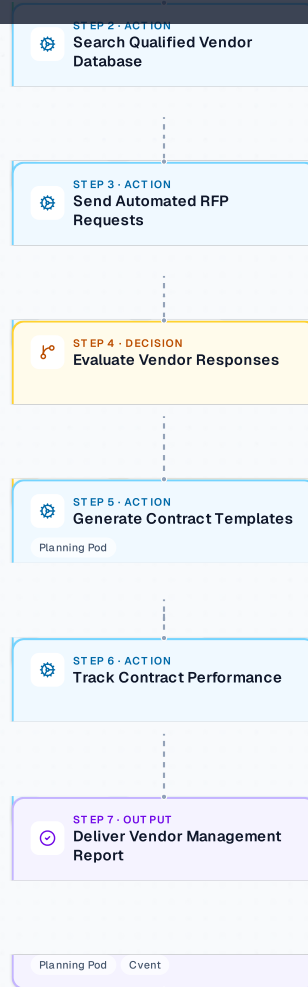 STEP 2 · ACTION
Search Qualified Vendor
Database
STEP 3 · ACTION
Send Automated RFP
Requests
STEP 4 · DECISION
Evaluate Vendor Responses
STEP 5 · ACTION
Generate Contract Templates
Planning Pod
STEP 6 · ACTION
Track Contract Performance
STEP 7 · OUTPUT
Deliver Vendor Management
Report
Planning Pod Cvent